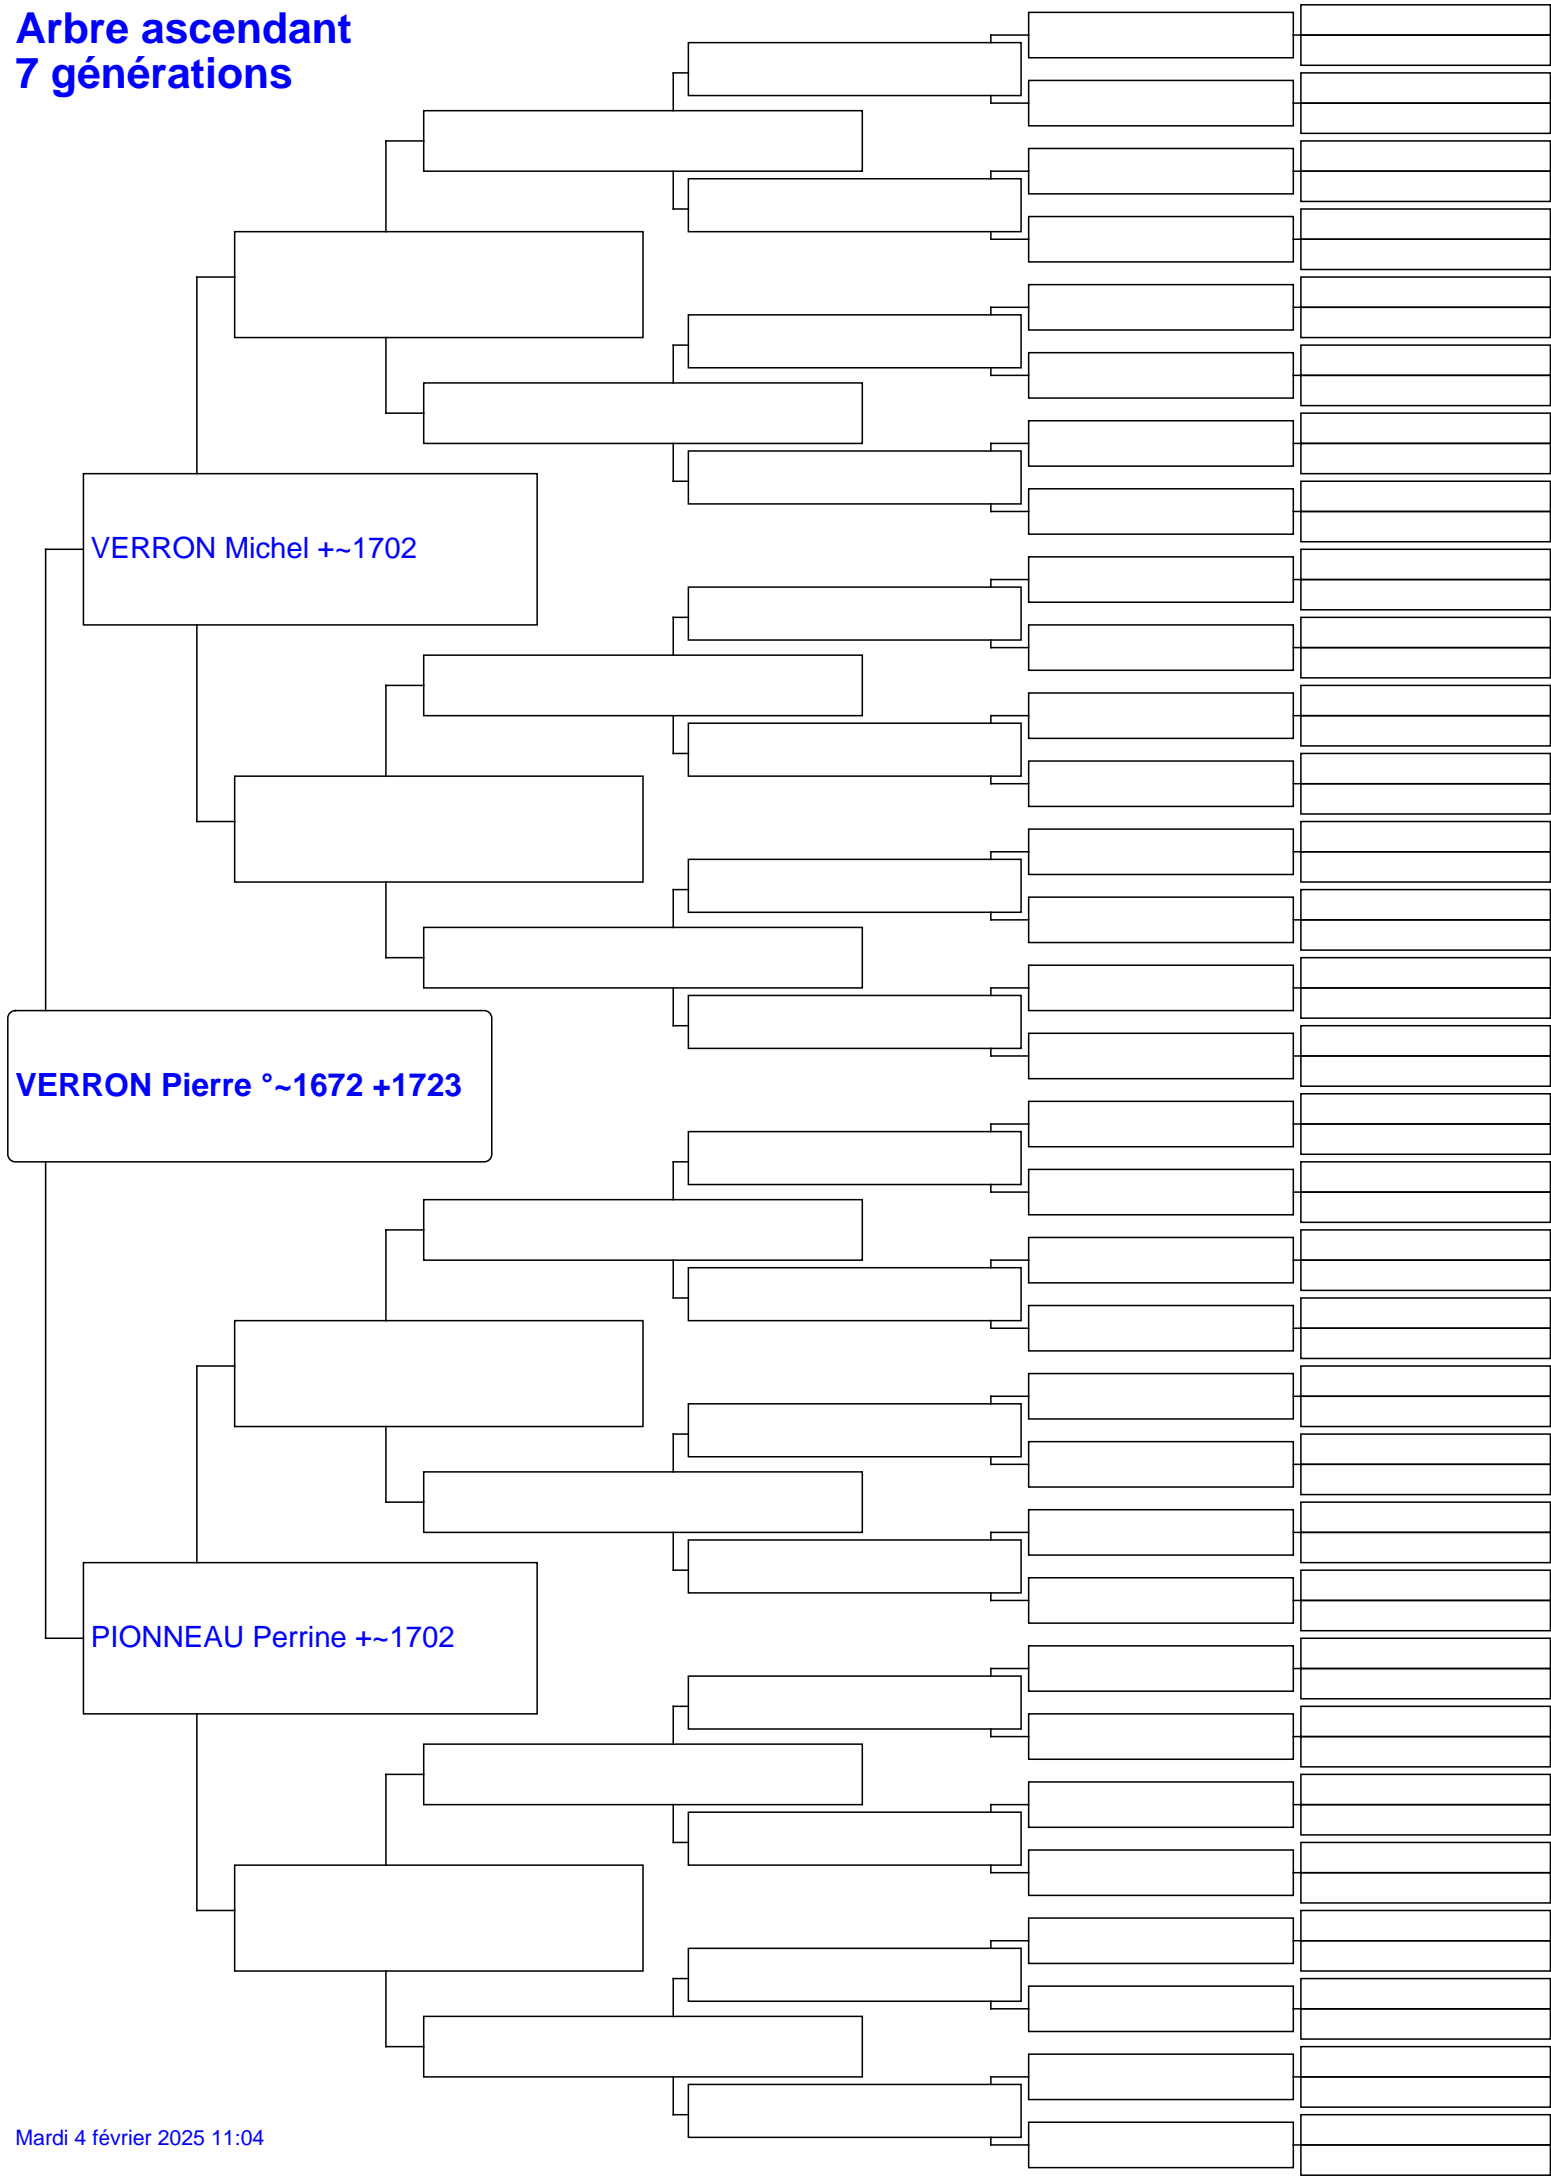 Arbre ascendant
7 générations
VERRON Michel +~1702
VERRON Pierre °~1672 +1723
PIONNEAU Perrine +~1702
Mardi 4 février 2025 11:04